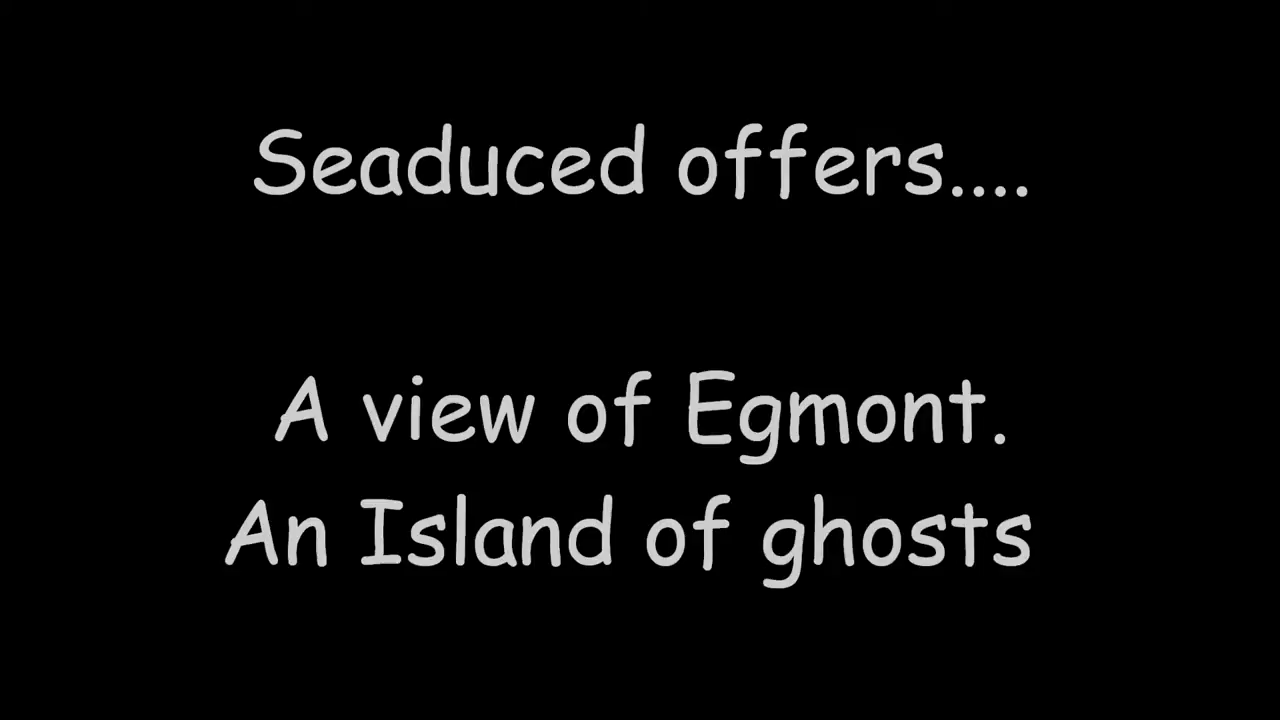 Seaduced offers....
A view of Egmont.
An Island of ghosts